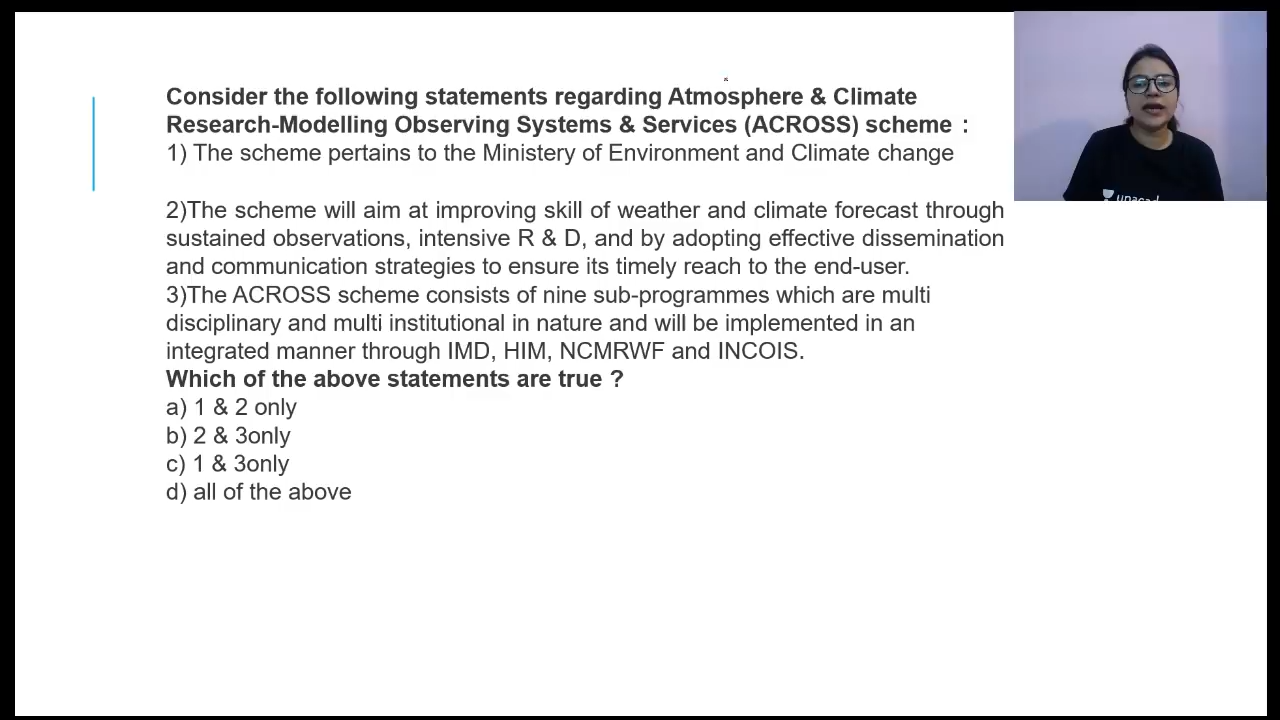 Consider the following statements regarding Atmosphere & Climate
Research-Modelling Observing Systems & Services (ACROSS) scheme :
1) The scheme pertains to the Ministery of Environment and Climate change
2)The scheme will aim at improving skill of weather and climate forecast through
sustained observations, intensive R & D, and by adopting effective dissemination
and communication strategies to ensure its timely reach to the end-user.
3)The ACROSS scheme consists of nine sub-programmes which are multi
disciplinary and multi institutional in nature and will be implemented in an
integrated manner through IMD, HIM, NCMRWF and INCOIS.
Which of the above statements are true ?
a) 1 & 2 only
b) 2 & 3only
c) 1 & 3only
d) all of the above